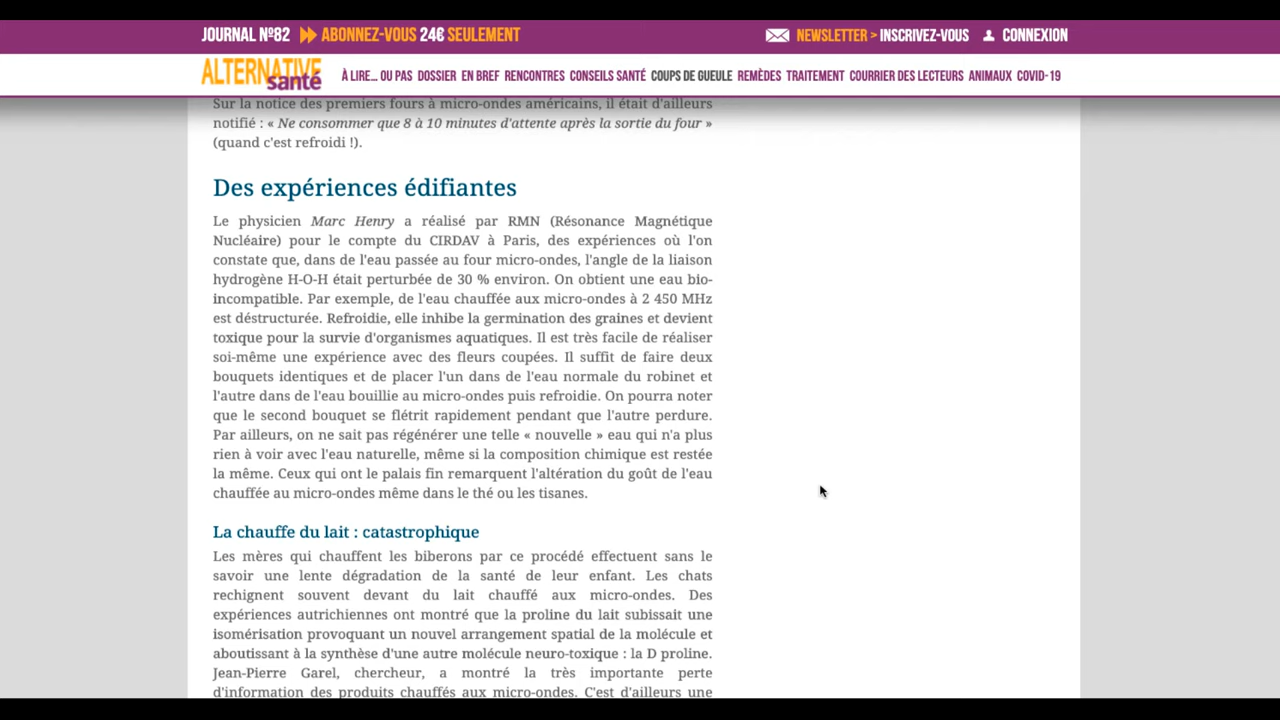 JOURNAL Nº82 ABONNEZ-VOUS 24€ SEULEMENT NEWSLETTER > INSCRIVEZ-VOUS CONNEXION
ALTERNATIVE santé À LIRE... OU PAS DOSSIER EN BREF RENCONTRES CONSEILS SANTÉ COUPS DE GUEULE REMÈDES TRAITEMENT COURRIER DES LECTEURS ANIMAUX COVID-19
Sur la notice des premiers fours à micro-ondes américains, il était d'ailleurs
notifié : « Ne consommer que 8 à 10 minutes d'attente après la sortie du four »
(quand c'est refroidi !).
Des expériences édifiantes
Le physicien Marc Henry a réalisé par RMN (Résonance Magnétique
Nucléaire) pour le compte du CIRDAV à Paris, des expériences où l'on
constate que, dans de l'eau passée au four micro-ondes, l'angle de la liaison
hydrogène H-O-H était perturbée de 30 % environ. On obtient une eau bio-
incompatible. Par exemple, de l'eau chauffée aux micro-ondes à 2 450 MHz
est déstructurée. Refroidie, elle inhibe la germination des graines et devient
toxique pour la survie d'organismes aquatiques. Il est très facile de réaliser
soi-même une expérience avec des fleurs coupées. Il suffit de faire deux
bouquets identiques et de placer l'un dans de l'eau normale du robinet et
l'autre dans de l'eau bouillie au micro-ondes puis refroidie. On pourra noter
que le second bouquet se flétrit rapidement pendant que l'autre perdure.
Par ailleurs, on ne sait pas régénérer une telle « nouvelle » eau qui n'a plus
rien à voir avec l'eau naturelle, même si la composition chimique est restée
la même. Ceux qui ont le palais fin remarquent l'altération du goût de l'eau
chauffée au micro-ondes même dans le thé ou les tisanes.
La chauffe du lait : catastrophique
Les mères qui chauffent les biberons par ce procédé effectuent sans le
savoir une lente dégradation de la santé de leur enfant. Les chats
rechignent souvent devant du lait chauffé aux micro-ondes. Des
expériences autrichiennes ont montré que la proline du lait subissait une
isomérisation provoquant un nouvel arrangement spatial de la molécule et
aboutissant à la synthèse d'une autre molécule neuro-toxique : la D proline.
Jean-Pierre Garel, chercheur, a montré la très importante perte
d'information des produits chauffés aux micro-ondes. C'est d'ailleurs une